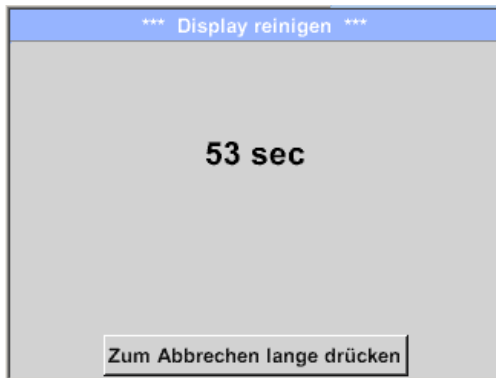 *** Display reinigen ***
53 sec
Zum Abbrechen lange drücken